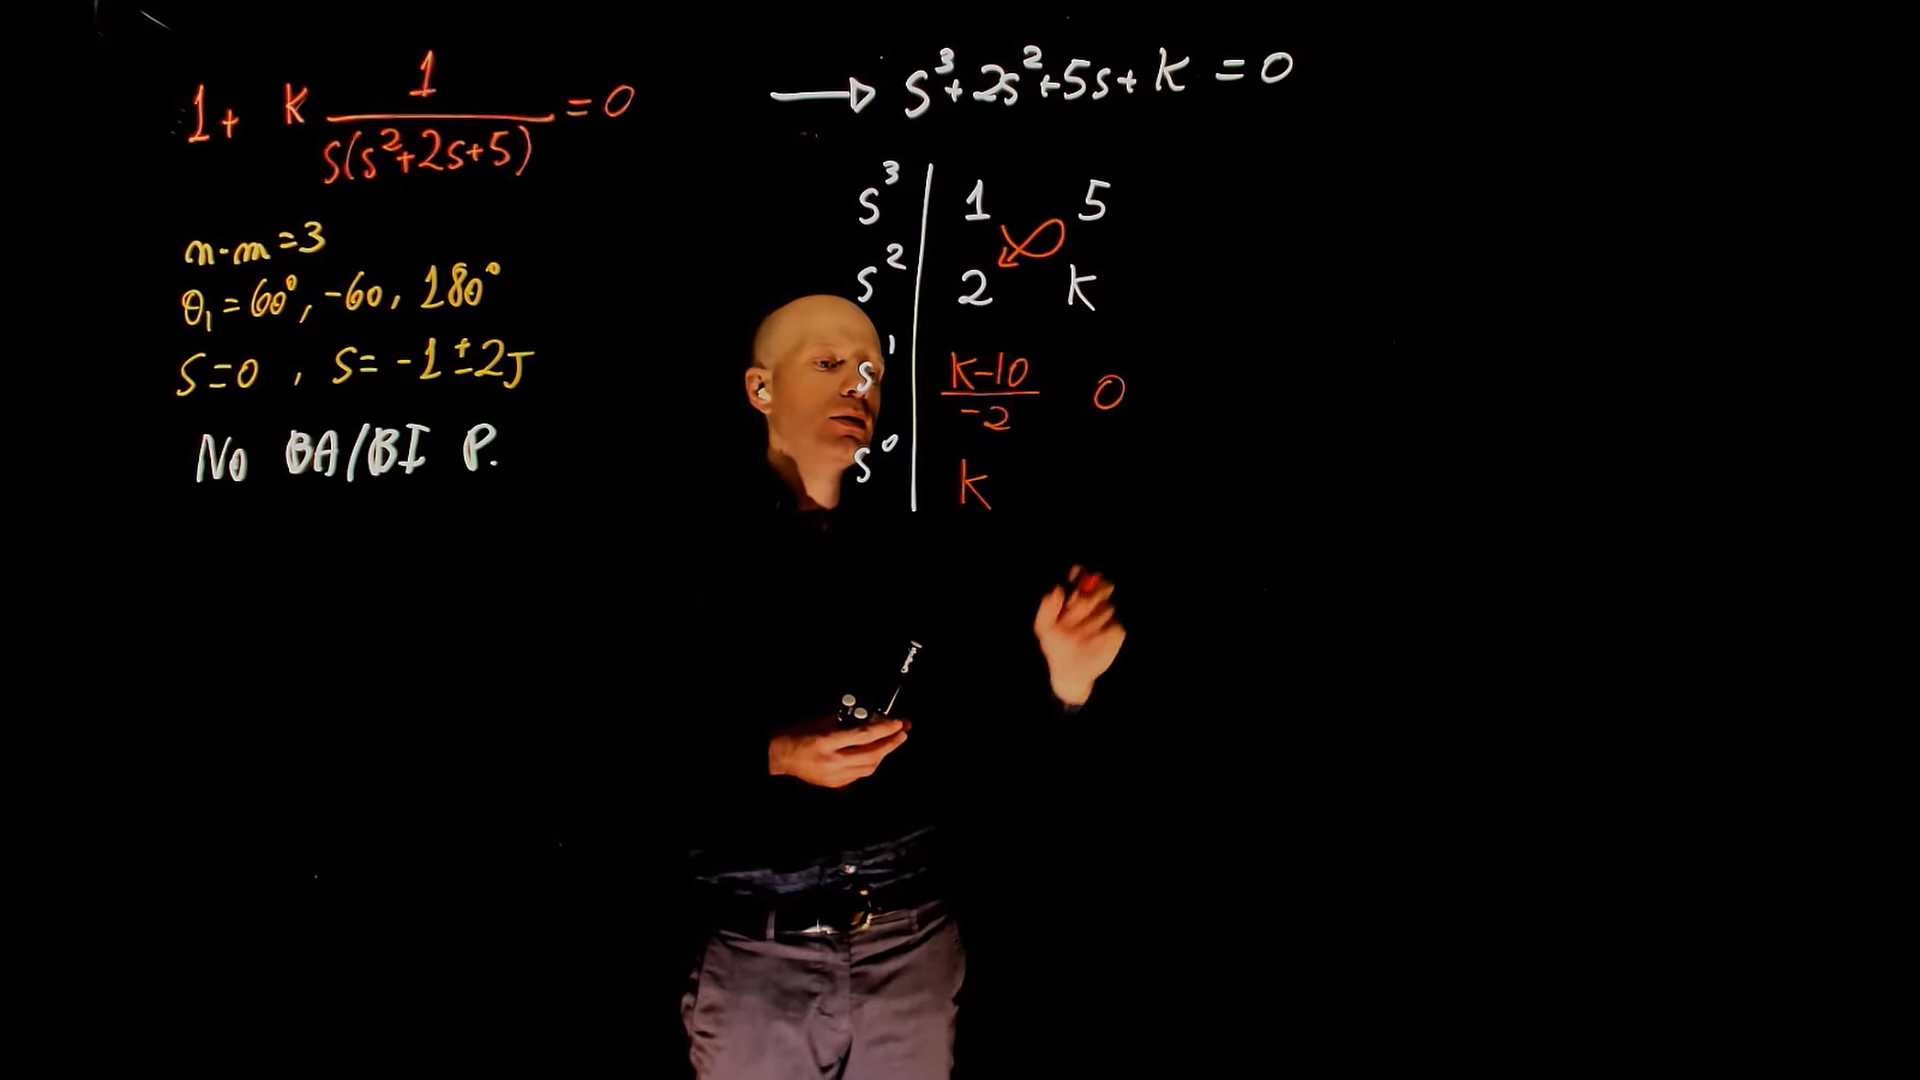 1+ K 1/(s(s²+2s+5)) =0
n-m=3
θ₁=60°, -60, 180°
s=0, s=-1±2J
No BA/BI P.
→ s³+2s²+5s+K=0
s³ | 1 5
s² | 2 K
s¹ | (K-10)/(-2) 0
s⁰ | K